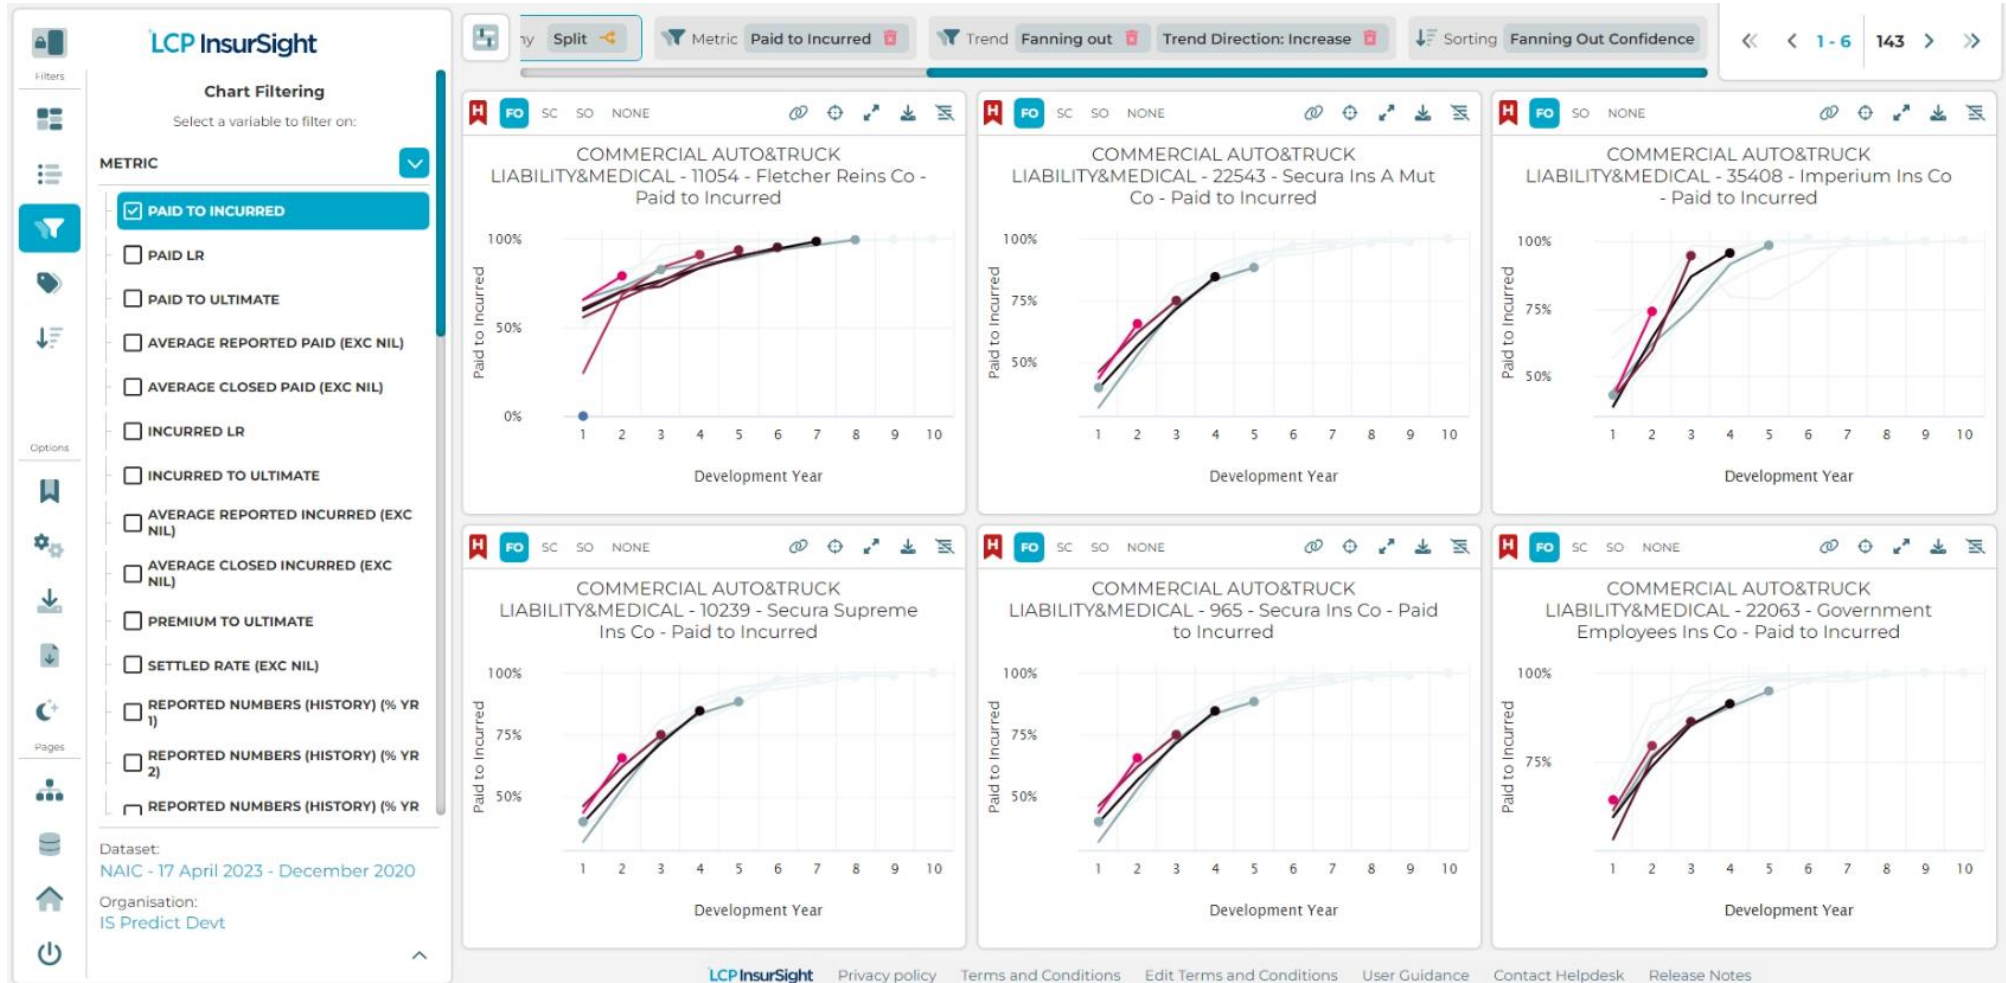 LCP InsurSight
Filters
Chart Filtering
Select a variable to filter on:
METRIC
PAID TO INCURRED
PAID LR
PAID TO ULTIMATE
AVERAGE REPORTED PAID (EXC NIL)
AVERAGE CLOSED PAID (EXC NIL)
INCURRED LR
Options
INCURRED TO ULTIMATE
AVERAGE REPORTED INCURRED (EXC
NIL)
AVERAGE CLOSED INCURRED (EXC
NIL)
PREMIUM TO ULTIMATE
SETTLED RATE (EXC NIL)
REPORTED NUMBERS (HISTORY) (% YR
1)
Pages
REPORTED NUMBERS (HISTORY) (% YR
2)
REPORTED NUMBERS (HISTORY) (% YR
Dataset:
NAIC - 17 April 2023 - December 2020
Organisation:
IS Predict Devt
ny Split Metric Paid to Incurred Trend Fanning out Trend Direction: Increase Sorting Fanning Out Confidence 1 - 6 143
H FO SC SO NONE
COMMERCIAL AUTO&TRUCK
LIABILITY&MEDICAL - 11054 - Fletcher Reins Co -
Paid to Incurred
Paid to Incurred
100%
50%
0%
1 2 3 4 5 6 7 8 9 10
Development Year
H FO SC SO NONE
COMMERCIAL AUTO&TRUCK
LIABILITY&MEDICAL - 22543 - Secura Ins A Mut
Co - Paid to Incurred
Paid to Incurred
100%
75%
50%
1 2 3 4 5 6 7 8 9 10
Development Year
H FO SO NONE
COMMERCIAL AUTO&TRUCK
LIABILITY&MEDICAL - 35408 - Imperium Ins Co
- Paid to Incurred
Paid to Incurred
100%
75%
50%
1 2 3 4 5 6 7 8 9 10
Development Year
H FO SC SO NONE
COMMERCIAL AUTO&TRUCK
LIABILITY&MEDICAL - 10239 - Secura Supreme
Ins Co - Paid to Incurred
Paid to Incurred
100%
75%
50%
1 2 3 4 5 6 7 8 9 10
Development Year
H FO SC SO NONE
COMMERCIAL AUTO&TRUCK
LIABILITY&MEDICAL - 965 - Secura Ins Co - Paid
to Incurred
Paid to Incurred
100%
75%
50%
1 2 3 4 5 6 7 8 9 10
Development Year
H FO SC SO NONE
COMMERCIAL AUTO&TRUCK
LIABILITY&MEDICAL - 22063 - Government
Employees Ins Co - Paid to Incurred
Paid to Incurred
100%
75%
1 2 3 4 5 6 7 8 9 10
Development Year
LCP InsurSight Privacy policy Terms and Conditions Edit Terms and Conditions User Guidance Contact Helpdesk Release Notes